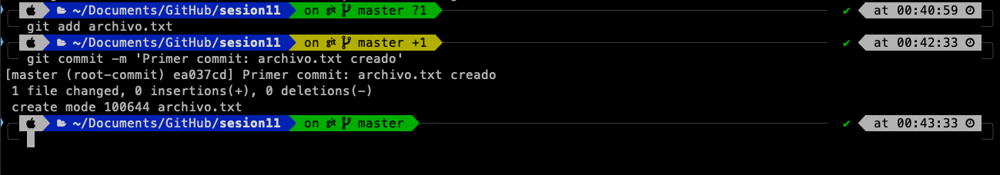 ~/Documents/GitHub/sesion11 on git master ?1 ✔ at 00:40:59
git add archivo.txt
~/Documents/GitHub/sesion11 on git master +1 ✔ at 00:42:33
git commit -m 'Primer commit: archivo.txt creado'
[master (root-commit) ea037cd] Primer commit: archivo.txt creado
1 file changed, 0 insertions(+), 0 deletions(-)
create mode 100644 archivo.txt
~/Documents/GitHub/sesion11 on git master ✔ at 00:43:33